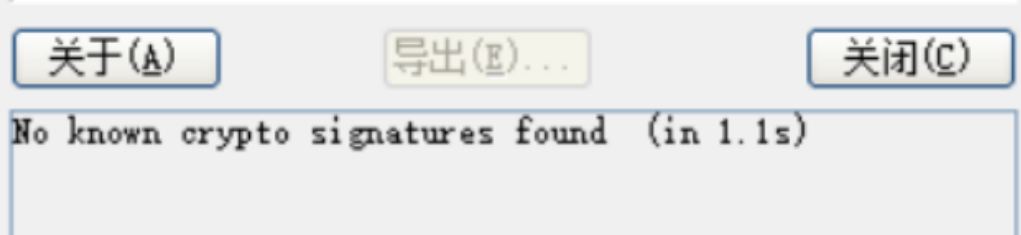 关于(A) 导出(E)... 关闭(C)
No known crypto signatures found (in 1.1s)